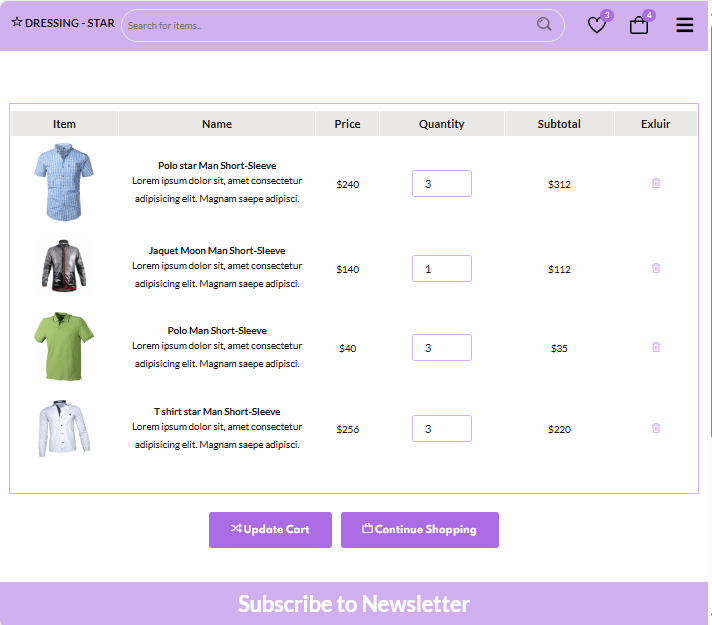 DRESSING - STAR
Search for items..
3
4
Item Name Price Quantity Subtotal Exluir
Polo star Man Short-Sleeve
Lorem ipsum dolor sit, amet consectetur
adipisicing elit. Magnam saepe adipisci.
$240 3 $312
Jaquet Moon Man Short-Sleeve
Lorem ipsum dolor sit, amet consectetur
adipisicing elit. Magnam saepe adipisci.
$140 1 $112
Polo Man Short-Sleeve
Lorem ipsum dolor sit, amet consectetur
adipisicing elit. Magnam saepe adipisci.
$40 3 $35
T shirt star Man Short-Sleeve
Lorem ipsum dolor sit, amet consectetur
adipisicing elit. Magnam saepe adipisci.
$256 3 $220
Update Cart
Continue Shopping
Subscribe to Newsletter